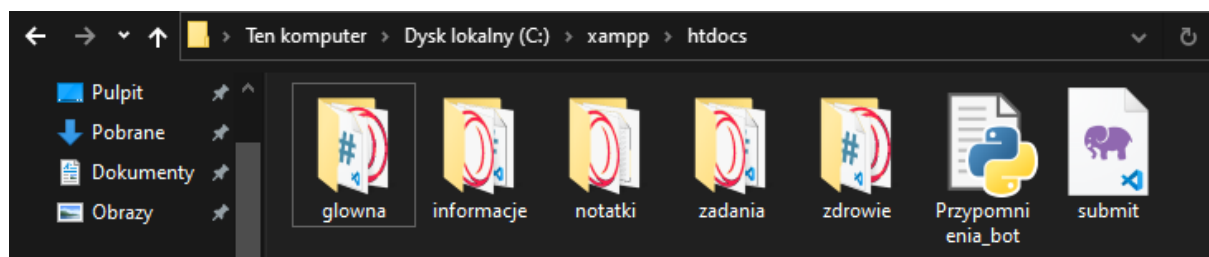 Ten komputer > Dysk lokalny (C:) > xampp > htdocs
Pulpit
Pobrane
Dokumenty
Obrazy
glowna
informacje
notatki
zadania
zdrowie
Przypomni
enia_bot
submit